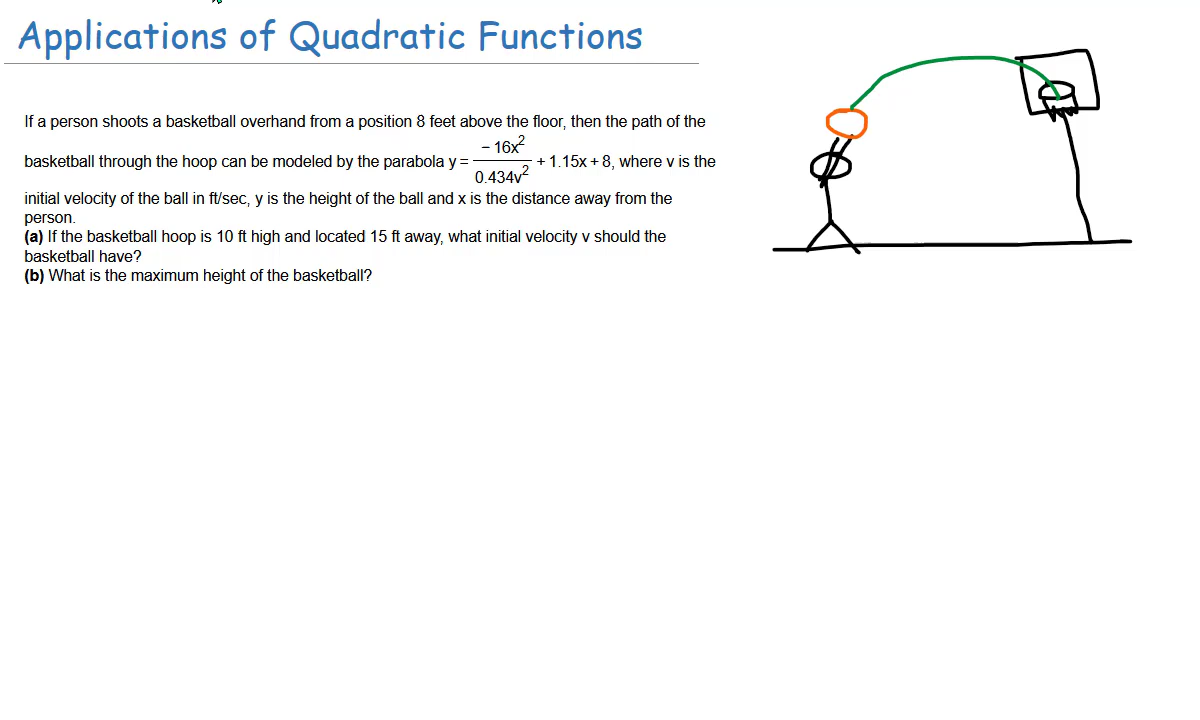 Applications of Quadratic Functions
If a person shoots a basketball overhand from a position 8 feet above the floor, then the path of the
basketball through the hoop can be modeled by the parabola y = − 16x² / 0.434v² + 1.15x + 8, where v is the
initial velocity of the ball in ft/sec, y is the height of the ball and x is the distance away from the
person.
(a) If the basketball hoop is 10 ft high and located 15 ft away, what initial velocity v should the
basketball have?
(b) What is the maximum height of the basketball?